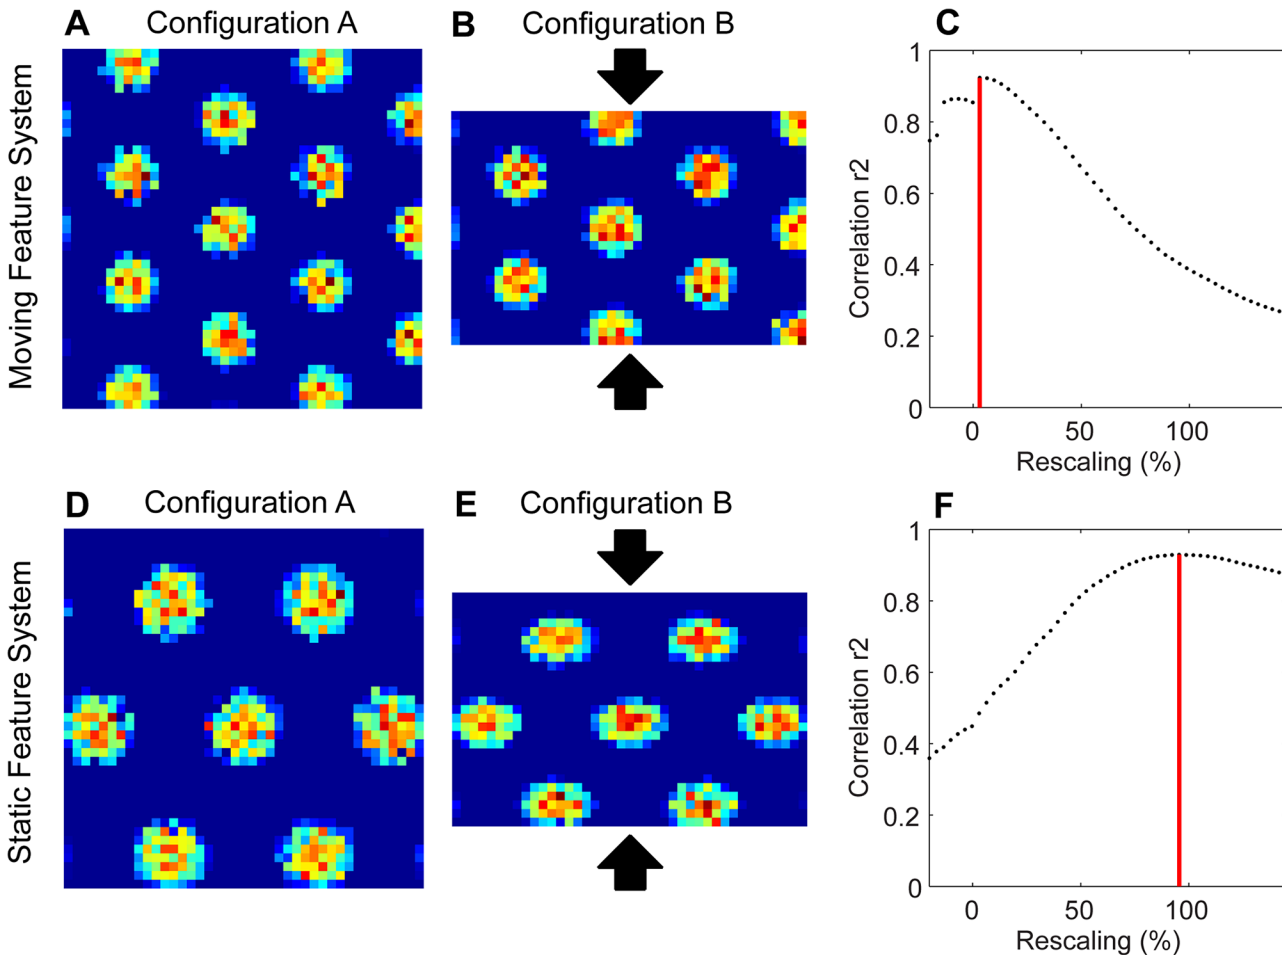 A Configuration A
B Configuration B
C
Moving Feature System
1
0.8
0.6
0.4
0.2
0
Correlation r2
0 50 100
Rescaling (%)
D Configuration A
E Configuration B
F
Static Feature System
1
0.8
0.6
0.4
0.2
0
Correlation r2
0 50 100
Rescaling (%)